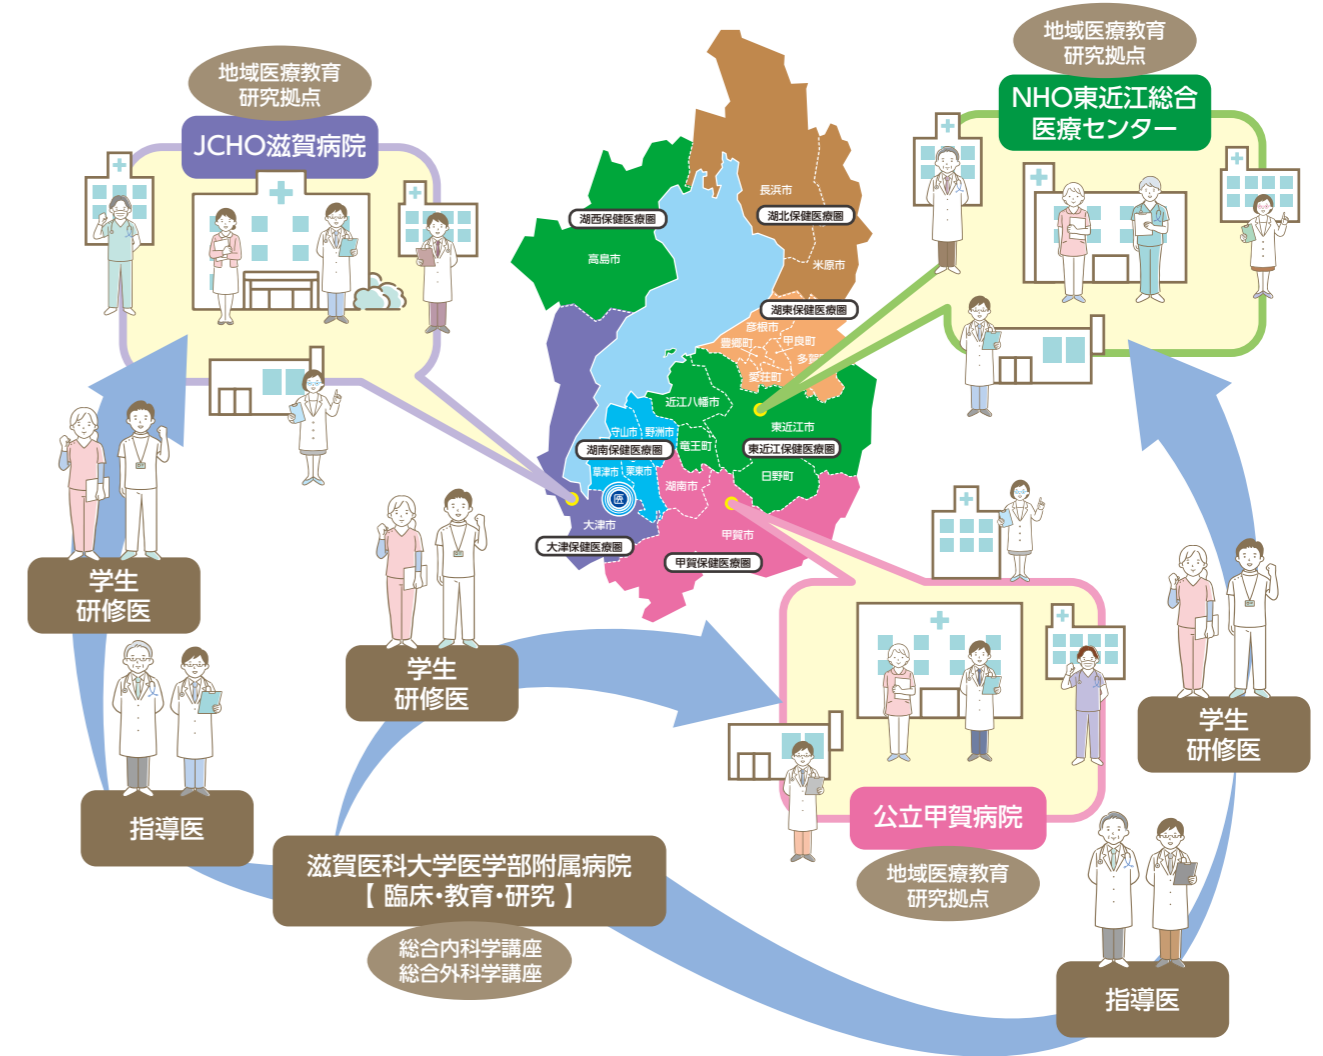 地域医療教育
研究拠点
JCHO滋賀病院
地域医療教育
研究拠点
NHO東近江総合
医療センター
長浜市
湖西保健医療圏
湖北保健医療圏
高島市
米原市
湖東保健医療圏
彦根市
豊郷町
甲良町
愛荘町
近江八幡市
東近江市
守山市
野洲市
湖南保健医療圏
竜王町
東近江保健医療圏
草津市
栗東市
日野町
湖南市
医
大津市
甲賀市
大津保健医療圏
甲賀保健医療圏
学生
研修医
学生
研修医
学生
研修医
指導医
公立甲賀病院
地域医療教育
研究拠点
滋賀医科大学医学部附属病院
【 臨床・教育・研究 】
総合内科学講座
総合外科学講座
指導医